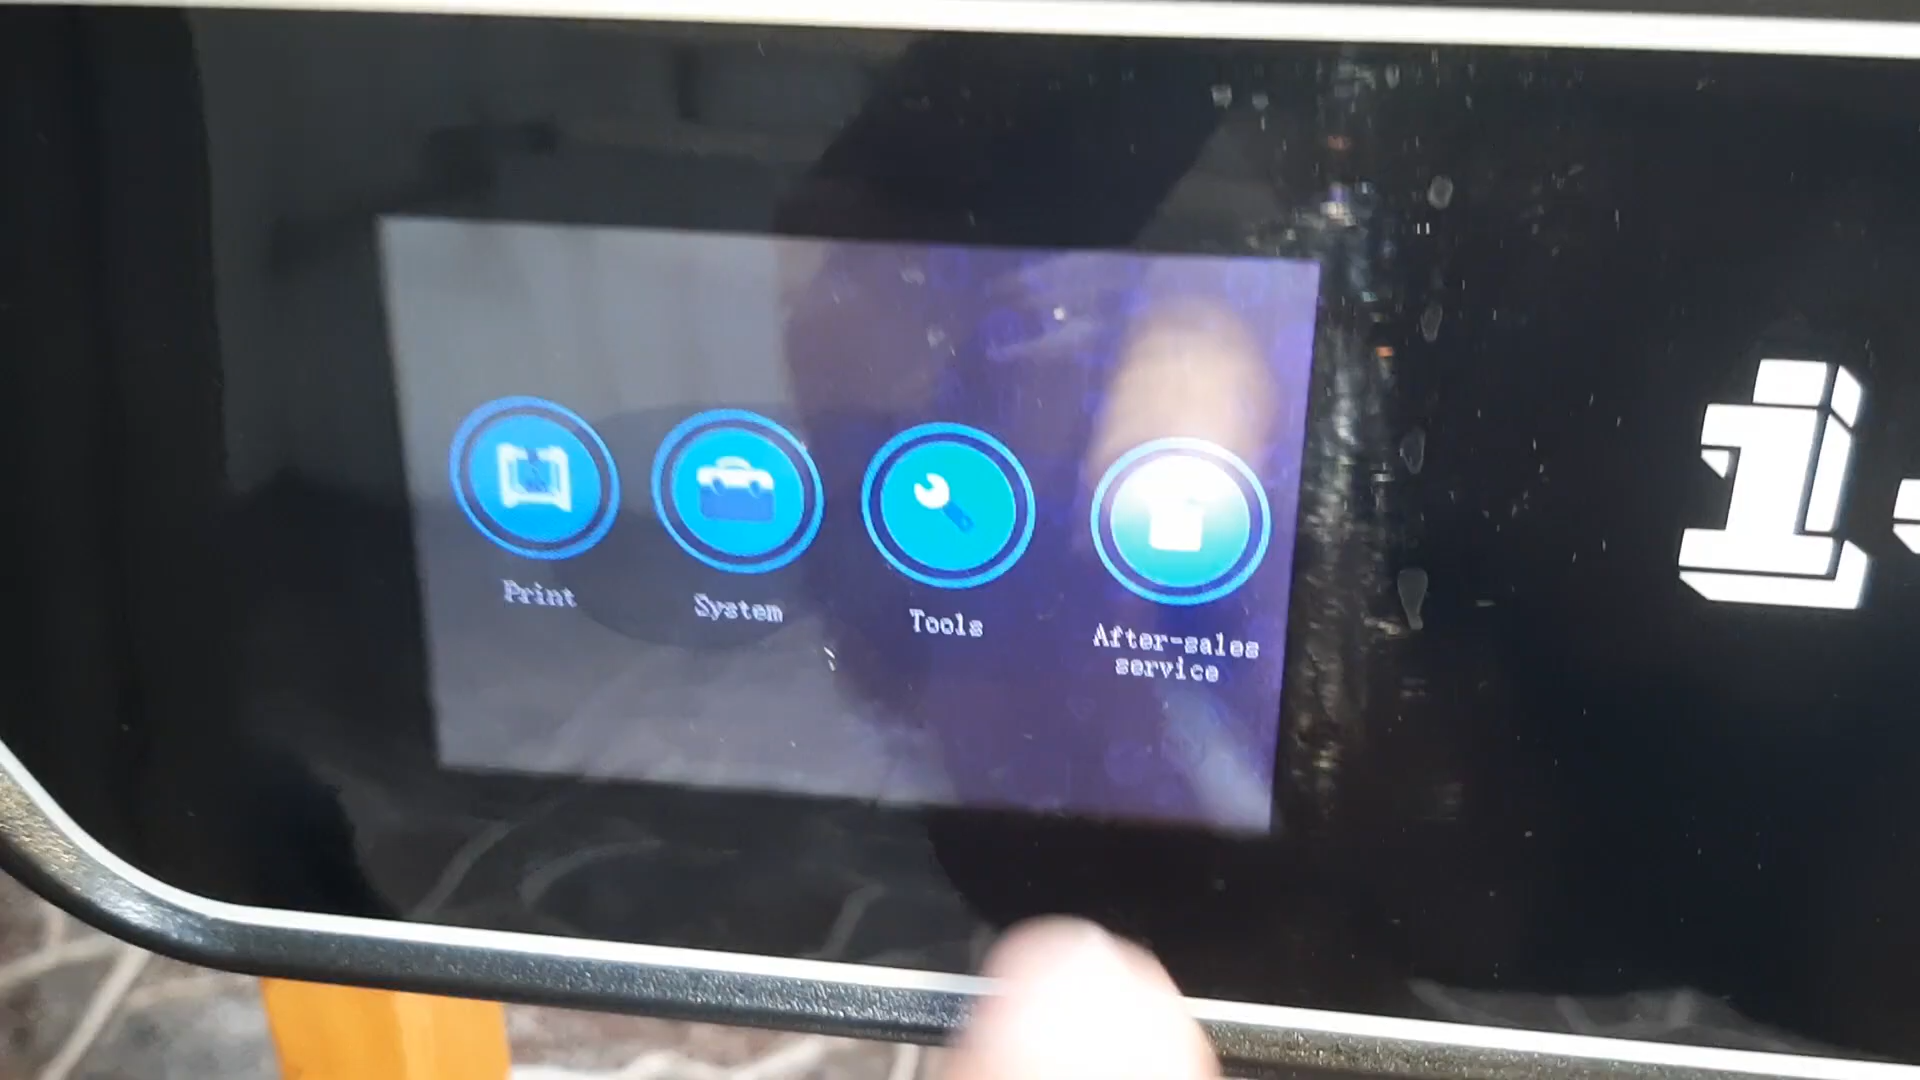 Print
System
Tools
After-sales
service